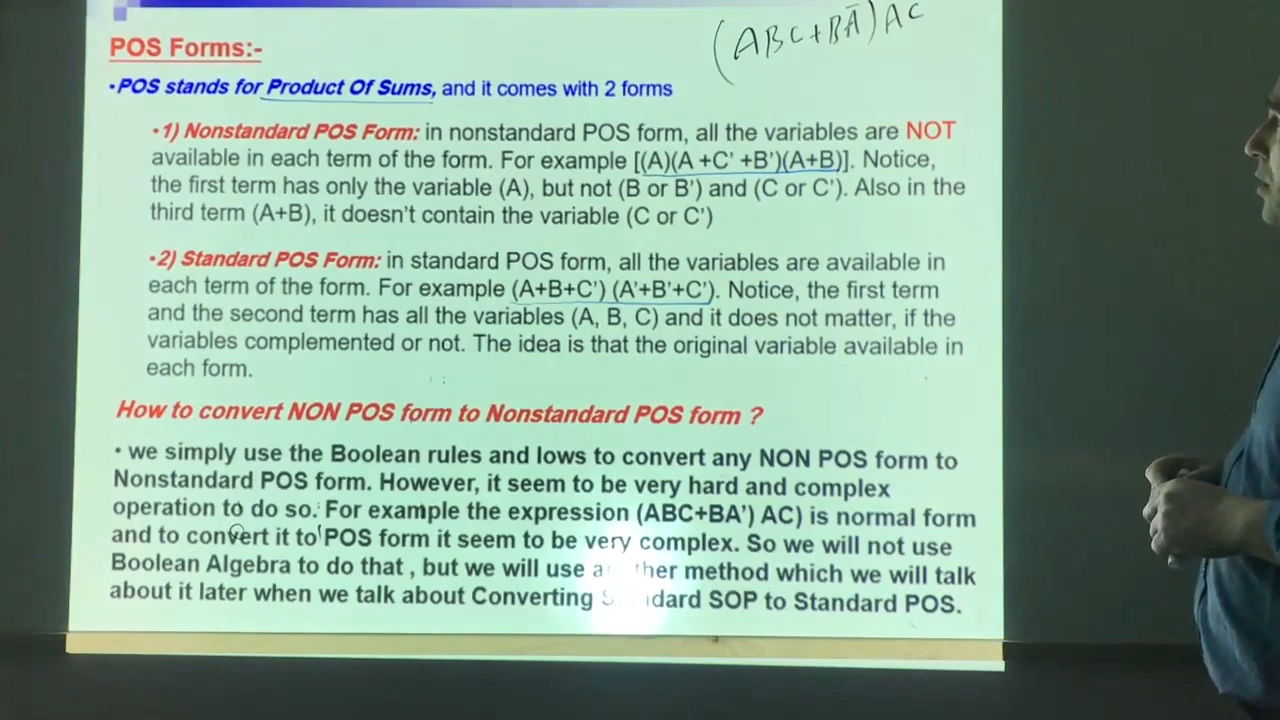 (ABC+BĀ)AC
POS Forms:-
•POS stands for Product Of Sums, and it comes with 2 forms
•1) Nonstandard POS Form: in nonstandard POS form, all the variables are NOT
available in each term of the form. For example [(A)(A +C' +B')(A+B)]. Notice,
the first term has only the variable (A), but not (B or B') and (C or C'). Also in the
third term (A+B), it doesn't contain the variable (C or C')
•2) Standard POS Form: in standard POS form, all the variables are available in
each term of the form. For example (A+B+C') (A'+B'+C'). Notice, the first term
and the second term has all the variables (A, B, C) and it does not matter, if the
variables complemented or not. The idea is that the original variable available in
each form.
How to convert NON POS form to Nonstandard POS form ?
• we simply use the Boolean rules and lows to convert any NON POS form to
Nonstandard POS form. However, it seem to be very hard and complex
operation to do so. For example the expression (ABC+BA') AC) is normal form
and to convert it to POS form it seem to be very complex. So we will not use
Boolean Algebra to do that , but we will use method which we will talk
about it later when we talk about Converting SOP to Standard POS.